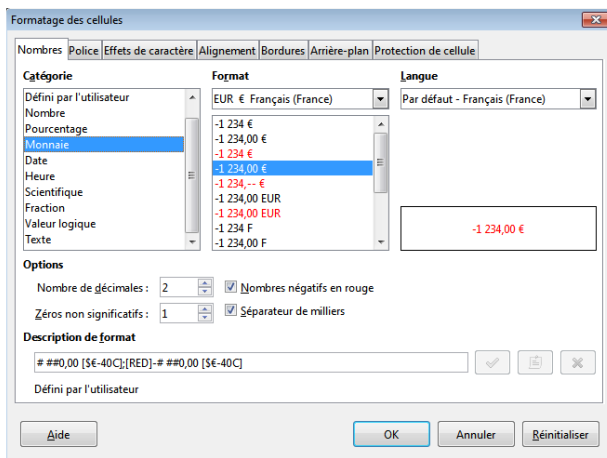 Formatage des cellules
Nombres Police Effets de caractère Alignement Bordures Arrière-plan Protection de cellule
Catégorie
Défini par l'utilisateur
Nombre
Pourcentage
Monnaie
Date
Heure
Scientifique
Fraction
Valeur logique
Texte
Format
EUR € Français (France)
-1 234 €
-1 234,00 €
-1 234 €
-1 234,00 €
-1 234,-- €
-1 234,00 EUR
-1 234,00 EUR
-1 234 F
-1 234,00 F
Langue
Par défaut - Français (France)
-1 234,00 €
Options
Nombre de décimales : 2
Nombres négatifs en rouge
Zéros non significatifs : 1
Séparateur de milliers
Description de format
# ##0,00 [$€-40C];[RED]-# ##0,00 [$€-40C]
Défini par l'utilisateur
Aide OK Annuler Réinitialiser